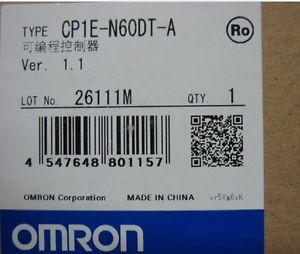 TYPE CP1E-N60DT-A Ro
可编程控制器
Ver. 1.1
LOT No. 26111M QTY. 1
4 547648 801157
OMRON Corporation MADE IN CHINA vr5Vg6vK
OMRON